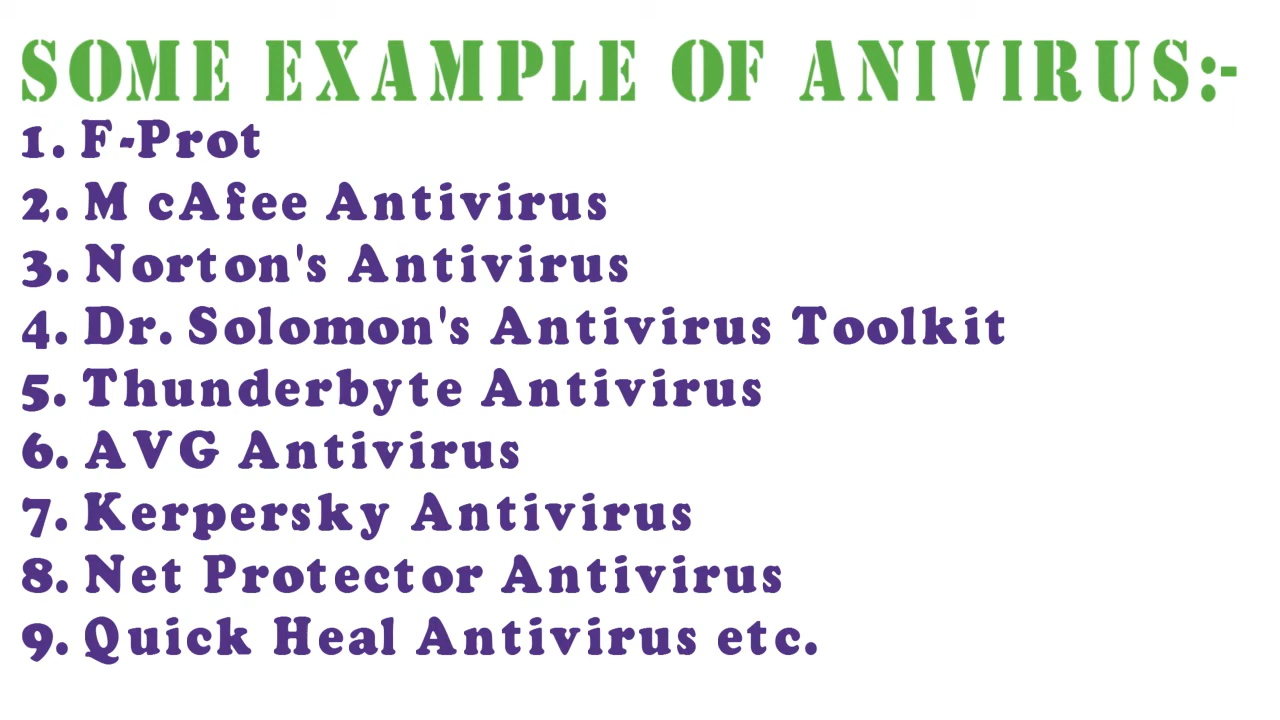 SOME EXAMPLE OF ANIVIRUS:-
1. F-Prot
2. M cAfee Antivirus
3. Norton's Antivirus
4. Dr. Solomon's Antivirus Toolkit
5. Thunderbyte Antivirus
6. AVG Antivirus
7. Kerpersky Antivirus
8. Net Protector Antivirus
9. Quick Heal Antivirus etc.